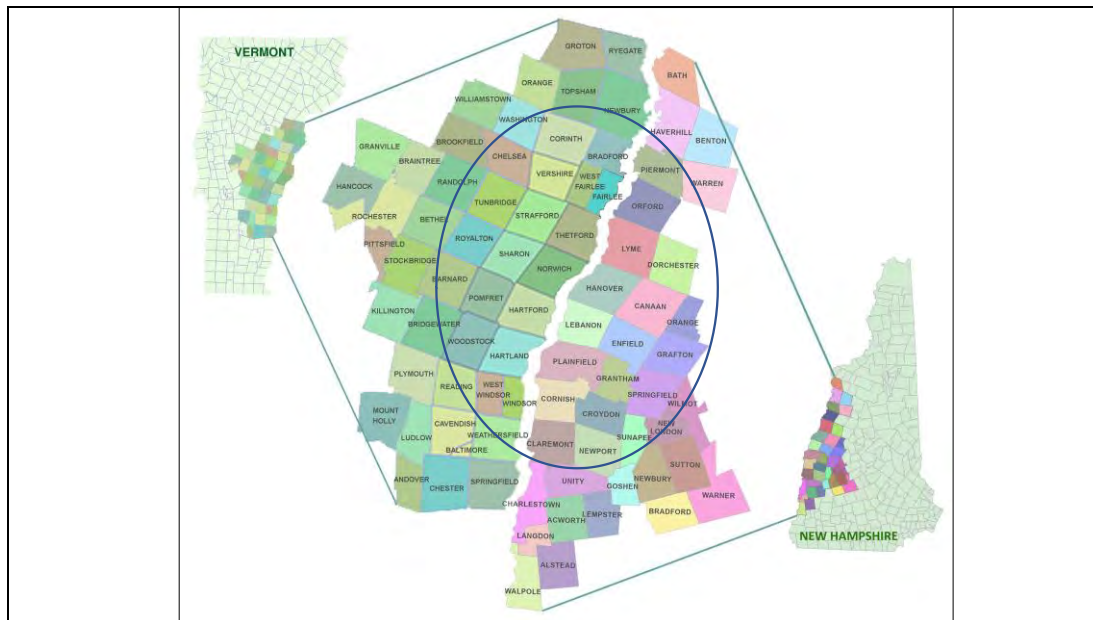 VERMONT
GROTON
RYEGATE
BATH
ORANGE
TOPSHAM
WILLIAMSTOWN
NEWBURY
WASHINGTON
HAVERHILL
BENTON
CORINTH
BROOKFIELD
GRANVILLE
CHELSEA
BRADFORD
BRAINTREE
PIERMONT
VERSHIRE
WEST
FAIRLEE
RANDOLPH
WARREN
HANCOCK
FAIRLEE
TUNBRIDGE
ORFORD
ROCHESTER
STRAFFORD
BETHEL
THETFORD
ROYALTON
PITTSFIELD
LYME
SHARON
STOCKBRIDGE
DORCHESTER
NORWICH
BARNARD
HANOVER
POMFRET
CANAAN
KILLINGTON
HARTFORD
BRIDGEWATER
LEBANON
ORANGE
WOODSTOCK
ENFIELD
HARTLAND
GRAFTON
PLAINFIELD
PLYMOUTH
GRANTHAM
READING
WEST
WINDSOR
SPRINGFIELD
WINDSOR
CORNISH
WILMOT
MOUNT
HOLLY
CROYDON
CAVENDISH
NEW
LONDON
LUDLOW
WEATHERSFIELD
SUNAPEE
CLAREMONT
BALTIMORE
NEWPORT
SUTTON
ANDOVER
CHESTER
SPRINGFIELD
UNITY
GOSHEN
NEWBURY
WARNER
CHARLESTOWN
LEMPSTER
BRADFORD
ACWORTH
LANGDON
NEW HAMPSHIRE
ALSTEAD
WALPOLE